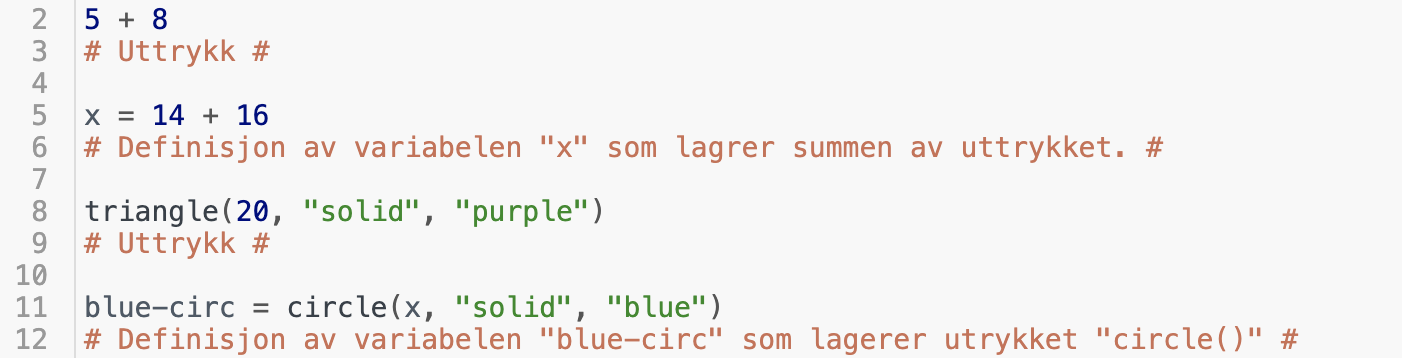 2 5 + 8
3 # Uttrykk #
4
5 x = 14 + 16
6 # Definisjon av variabelen "x" som lagrer summen av uttrykket. #
7
8 triangle(20, "solid", "purple")
9 # Uttrykk #
10
11 blue-circ = circle(x, "solid", "blue")
12 # Definisjon av variabelen "blue-circ" som lagerer utrykket "circle()" #